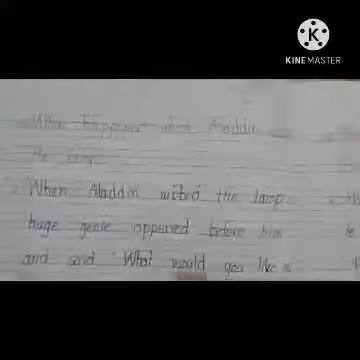 KINEMASTER
What happened when Aladdin
the lamp
When Aladdin rubbed the lamp
huge genie appeared before him
and said "What would you like